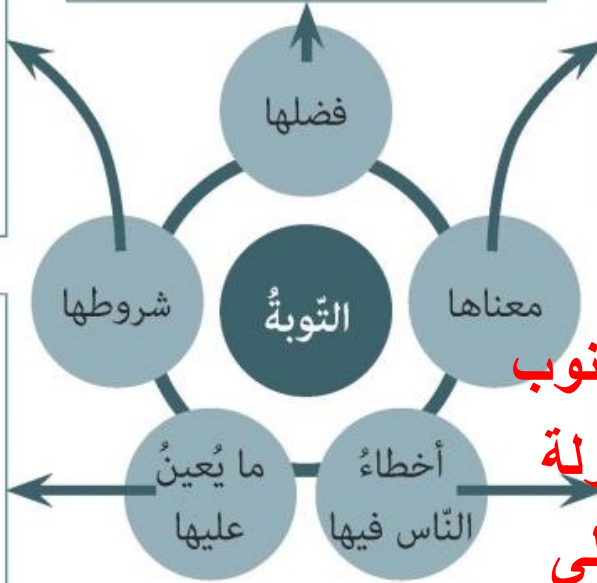 فضلها
معناها
التّوبةُ
شروطها
أخطاءُ
النّاس فيها
ما يُعينُ
عليها